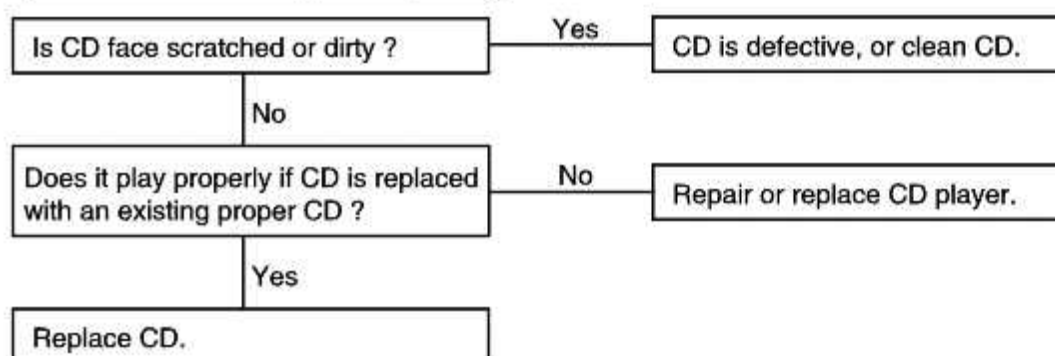 Is CD face scratched or dirty ?
Yes
CD is defective, or clean CD.
No
Does it play properly if CD is replaced
with an existing proper CD ?
No
Repair or replace CD player.
Yes
Replace CD.